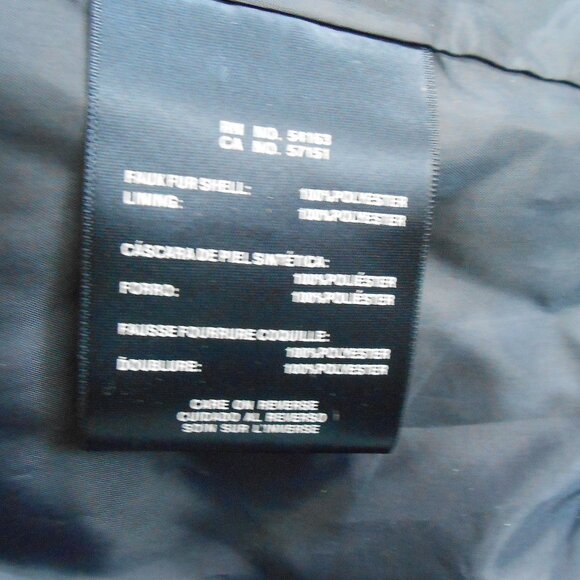 RN NO. 54163
CA NO. 57151
FAUX FUR SHELL: 100% POLYESTER
LINING: 100% POLYESTER
CÁSCARA DE PIEL SINTÉTICA:
100% POLIÉSTER
FORRO: 100% POLIÉSTER
FAUSSE FOURRURE COQUILLE:
100% POLYESTER
DOUBLURE: 100% POLYESTER
CARE ON REVERSE
CUIDADO AL REVERSO
SOIN SUR L'INVERSE